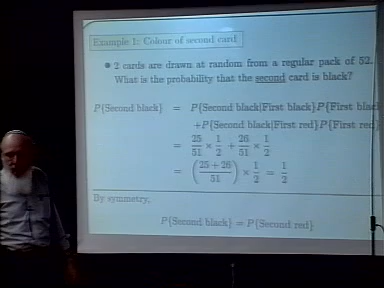 Example 1: Colour of second card
• 2 cards are drawn at random from a regular pack of 52.
What is the probability that the second card is black?
P{Second black} = P{Second black|First black}P{First blac
+P{Second black|First red}P{First red}
= 25/51 × 1/2 + 26/51 × 1/2
= (25 + 26 / 51) × 1/2 = 1/2
By symmetry,
P{Second black} = P{Second red}